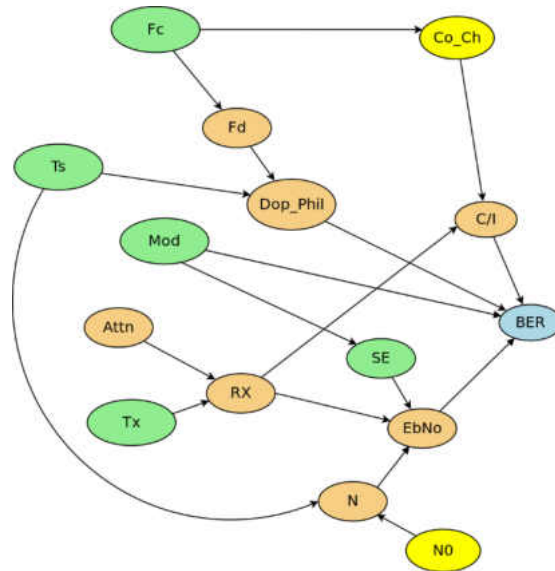 Fc
Co_Ch
Fd
Ts
Dop_Phil
C/I
Mod
BER
Attn
SE
RX
Tx
EbNo
N
N0